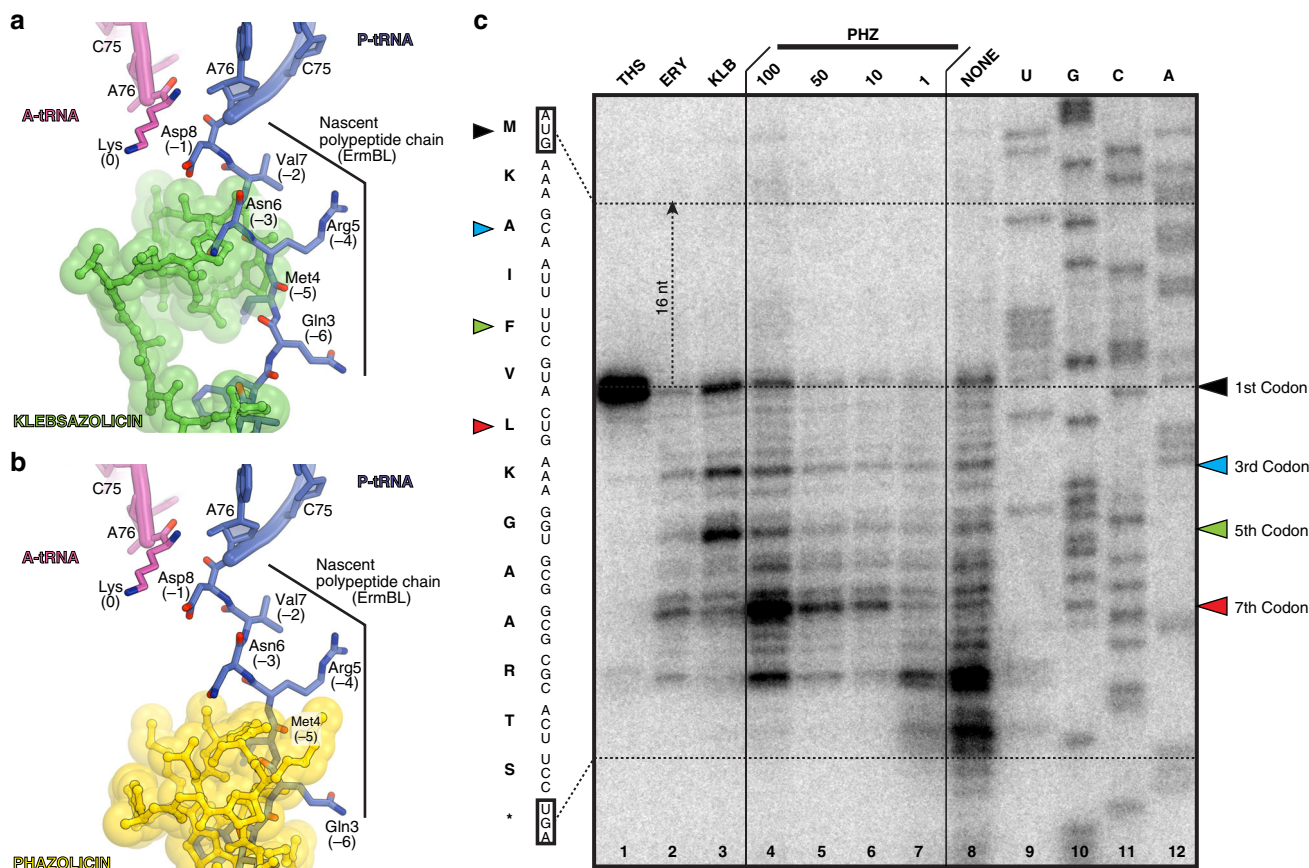 a
C75
P-tRNA
A76
C75
A76
A-tRNA
Lys
(0)
Asp8
(–1)
Nascent
polypeptide chain
(ErmBL)
Val7
(–2)
Asn6
(–3)
Arg5
(–4)
Met4
(–5)
Gln3
(–6)
KLEBSAZOLICIN
b
C75
P-tRNA
A76
C75
A76
A-tRNA
Lys
(0)
Asp8
(–1)
Nascent
polypeptide chain
(ErmBL)
Val7
(–2)
Asn6
(–3)
Arg5
(–4)
Met4
(–5)
Gln3
(–6)
PHAZOLICIN
c
PHZ
THS ERY KLB 100 50 10 1 NONE U G C A
M AUG
K AAA
A GCA
I AUU
F UUC
V GUA
L CUG
K AAA
G GGU
A GCG
A GCG
R CGC
T ACU
S UCC
* UGA
16 nt
1st Codon
3rd Codon
5th Codon
7th Codon
1 2 3 4 5 6 7 8 9 10 11 12